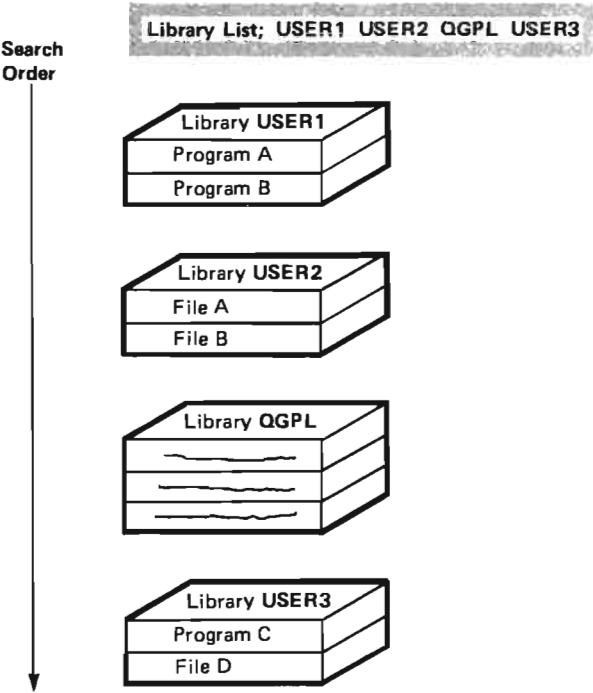 Library List; USER1 USER2 QGPL USER3
Search
Order
Library USER1
Program A
Program B
Library USER2
File A
File B
Library QGPL
Library USER3
Program C
File D